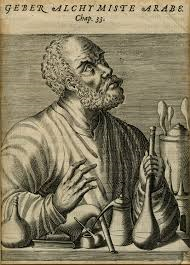 GEBER ALCHYMISTE ARABE.
Chap. 33.